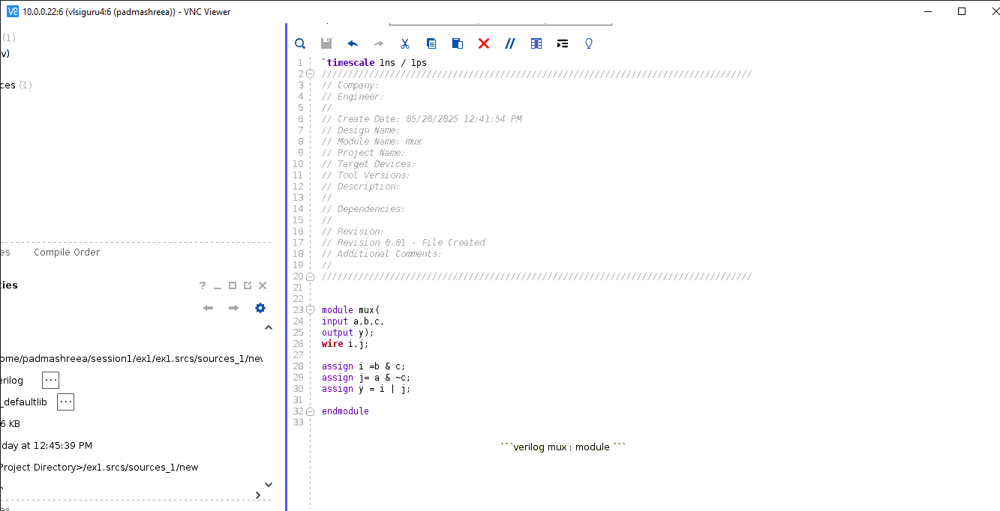 10.0.0.22:6 (vlsiguru4:6 (padmashreea)) - VNC Viewer
(1)
v)
ces (1)
es Compile Order
ies
?
ome/padmashreea/session1/ex1/ex1.srcs/sources_1/nev
erilog ...
_defaultlib ...
6 KB
day at 12:45:39 PM
Project Directory>/ex1.srcs/sources_1/new
es
1 `timescale 1ns / 1ps
2 //////////////////////////////////////////////////////////////////////////////////
3 // Company:
4 // Engineer:
5 //
6 // Create Date: 05/20/2025 12:41:54 PM
7 // Design Name:
8 // Module Name: mux
9 // Project Name:
10 // Target Devices:
11 // Tool Versions:
12 // Description:
13 //
14 // Dependencies:
15 //
16 // Revision:
17 // Revision 0.01 - File Created
18 // Additional Comments:
19 //
20 //////////////////////////////////////////////////////////////////////////////////
21
22
23 module mux(
24 input a,b,c,
25 output y);
26 wire i,j;
27
28 assign i =b & c;
29 assign j= a & ~c;
30 assign y = i | j;
31
32 endmodule
33
```verilog mux : module ```